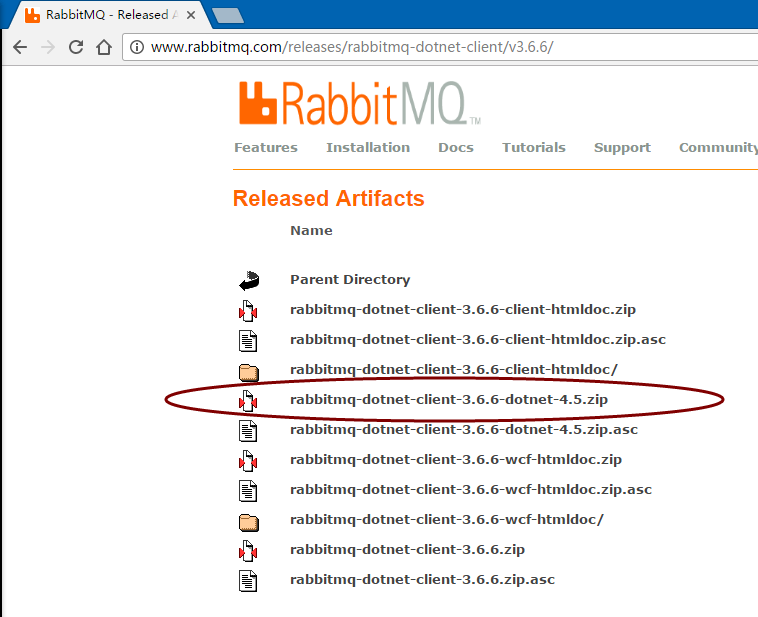 RabbitMQ - Released A
www.rabbitmq.com/releases/rabbitmq-dotnet-client/v3.6.6/
RabbitMQ TM
Features Installation Docs Tutorials Support Community
Released Artifacts
Name
Parent Directory
rabbitmq-dotnet-client-3.6.6-client-htmldoc.zip
rabbitmq-dotnet-client-3.6.6-client-htmldoc.zip.asc
rabbitmq-dotnet-client-3.6.6-client-htmldoc/
rabbitmq-dotnet-client-3.6.6-dotnet-4.5.zip
rabbitmq-dotnet-client-3.6.6-dotnet-4.5.zip.asc
rabbitmq-dotnet-client-3.6.6-wcf-htmldoc.zip
rabbitmq-dotnet-client-3.6.6-wcf-htmldoc.zip.asc
rabbitmq-dotnet-client-3.6.6-wcf-htmldoc/
rabbitmq-dotnet-client-3.6.6.zip
rabbitmq-dotnet-client-3.6.6.zip.asc